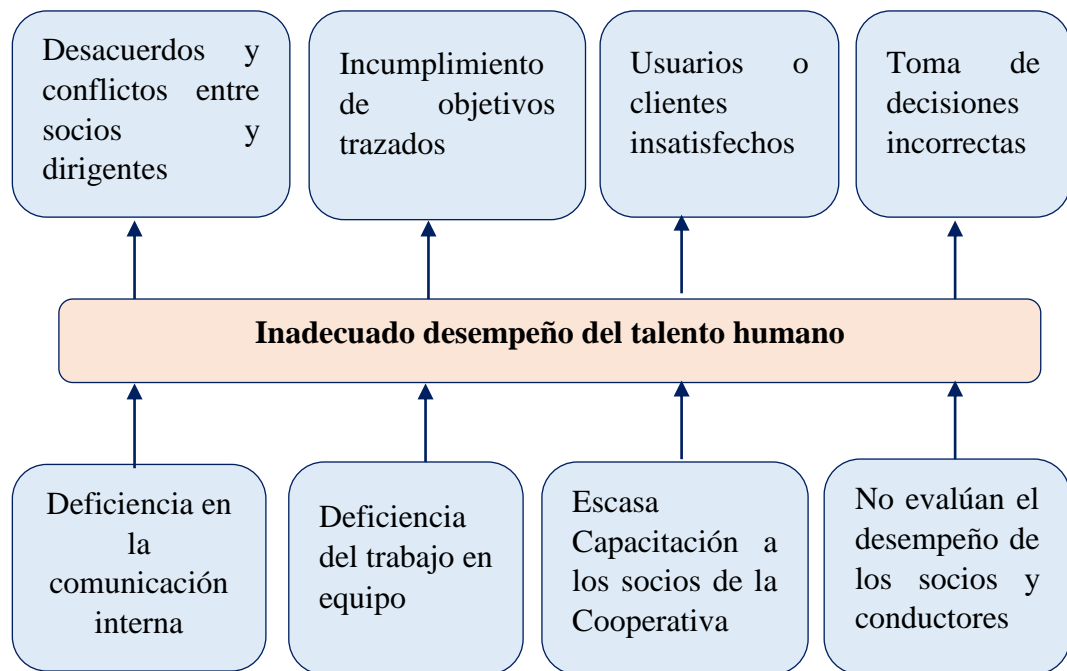 Desacuerdos y
conflictos entre
socios y
dirigentes
Incumplimiento
de objetivos
trazados
Usuarios o
clientes
insatisfechos
Toma de
decisiones
incorrectas
Inadecuado desempeño del talento humano
Deficiencia en
la
comunicación
interna
Deficiencia
del trabajo en
equipo
Escasa
Capacitación a
los socios de la
Cooperativa
No evalúan el
desempeño de
los socios y
conductores